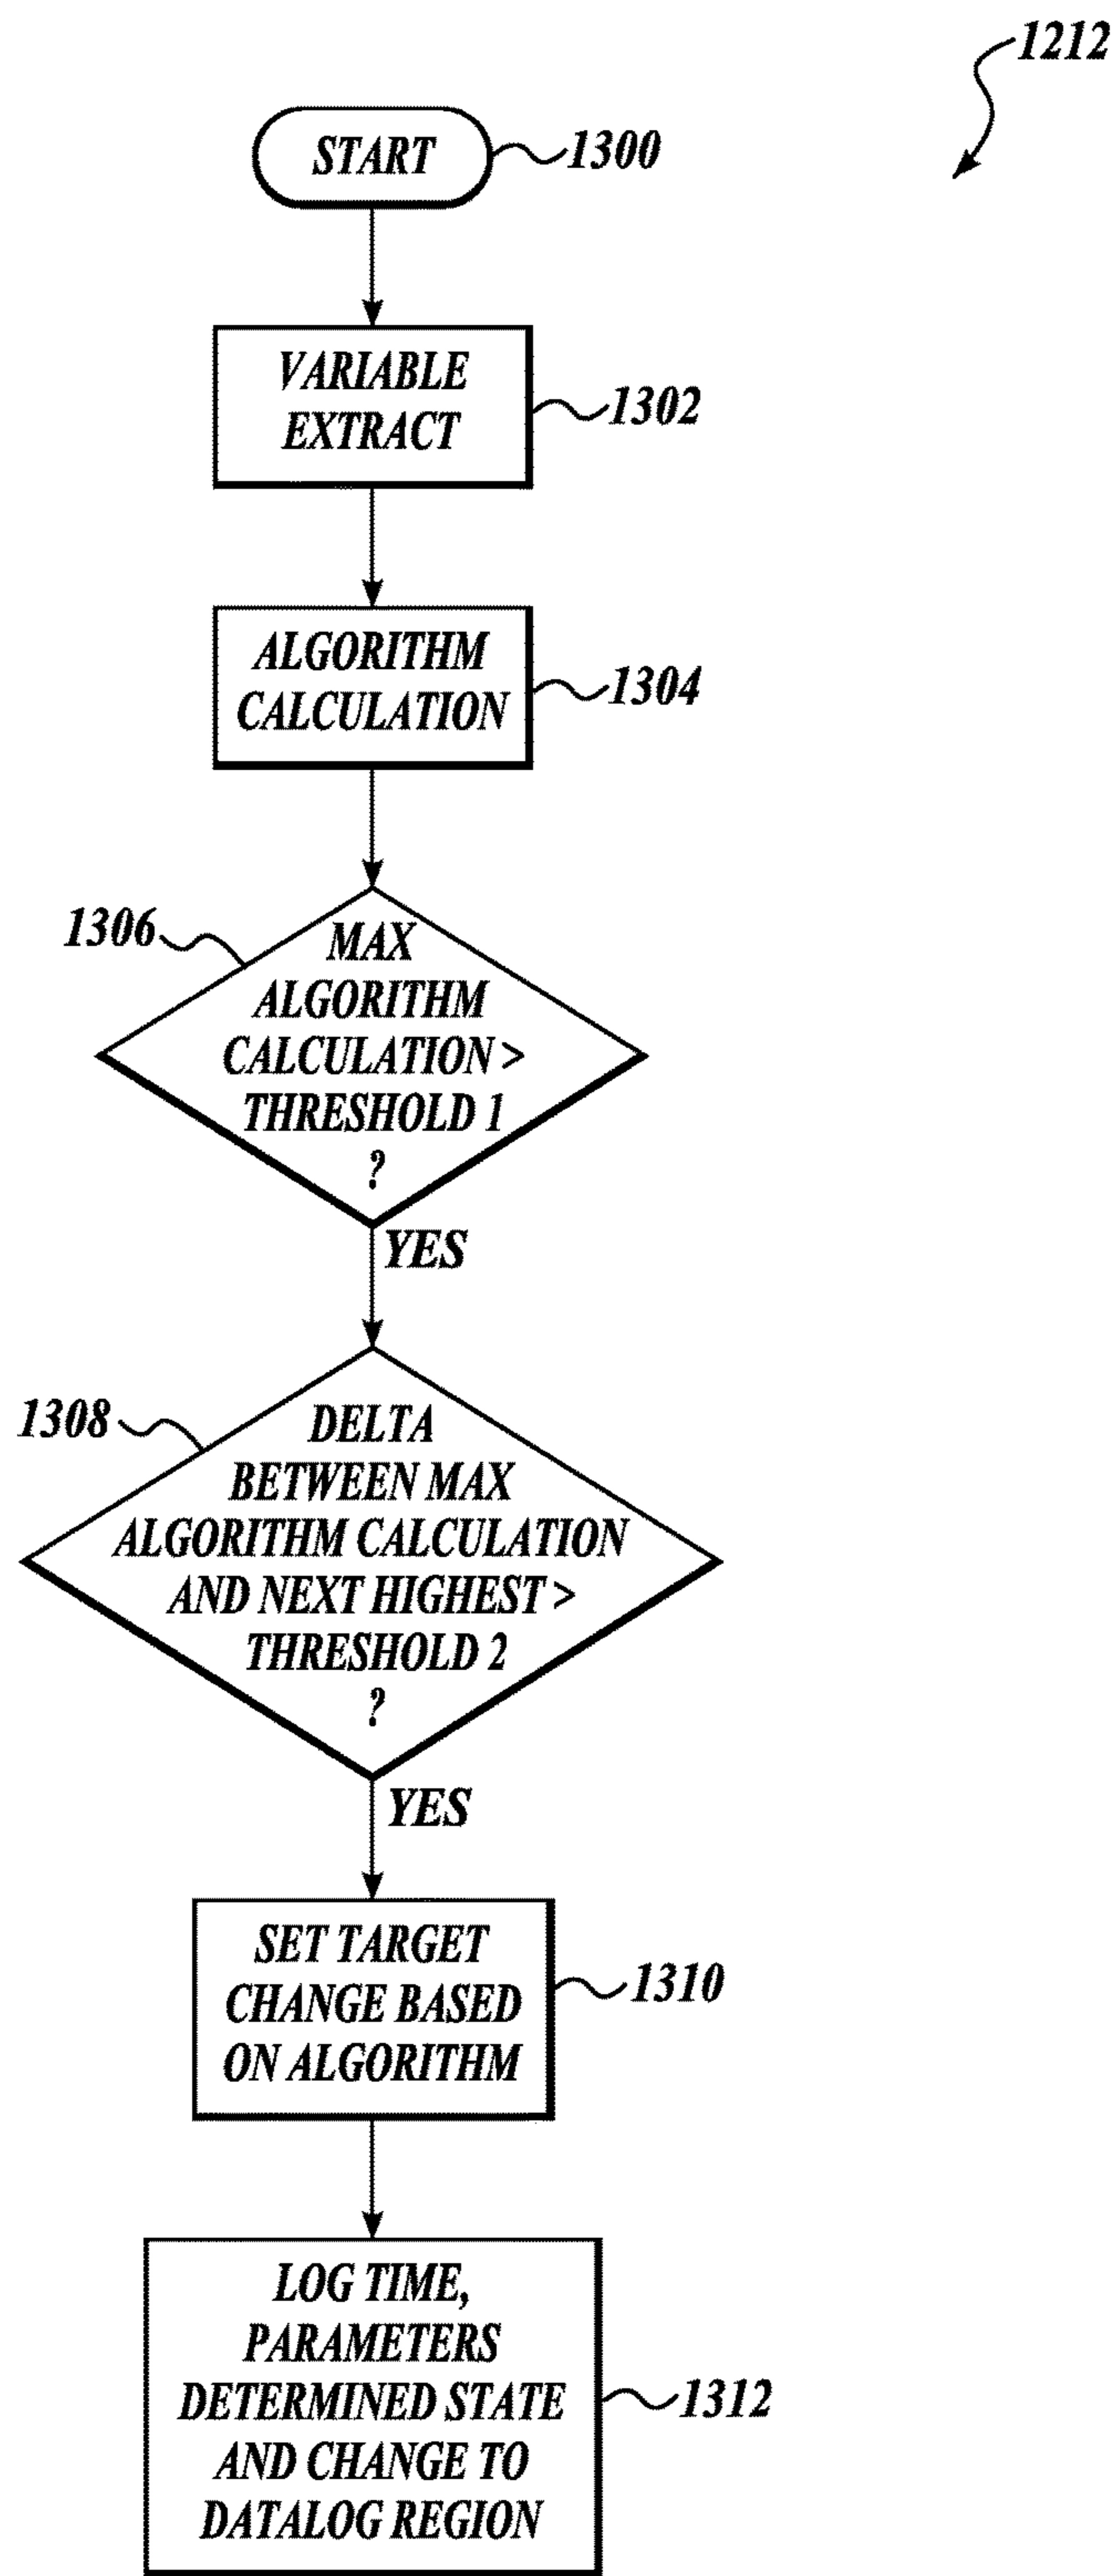 1212
START
1300
VARIABLE
EXTRACT
1302
ALGORITHM
CALCULATION
1304
1306
MAX
ALGORITHM
CALCULATION >
THRESHOLD 1
?
YES
1308
DELTA
BETWEEN MAX
ALGORITHM CALCULATION
AND NEXT HIGHEST >
THRESHOLD 2
?
YES
SET TARGET
CHANGE BASED
ON ALGORITHM
1310
LOG TIME,
PARAMETERS
DETERMINED STATE
AND CHANGE TO
DATALOG REGION
1312